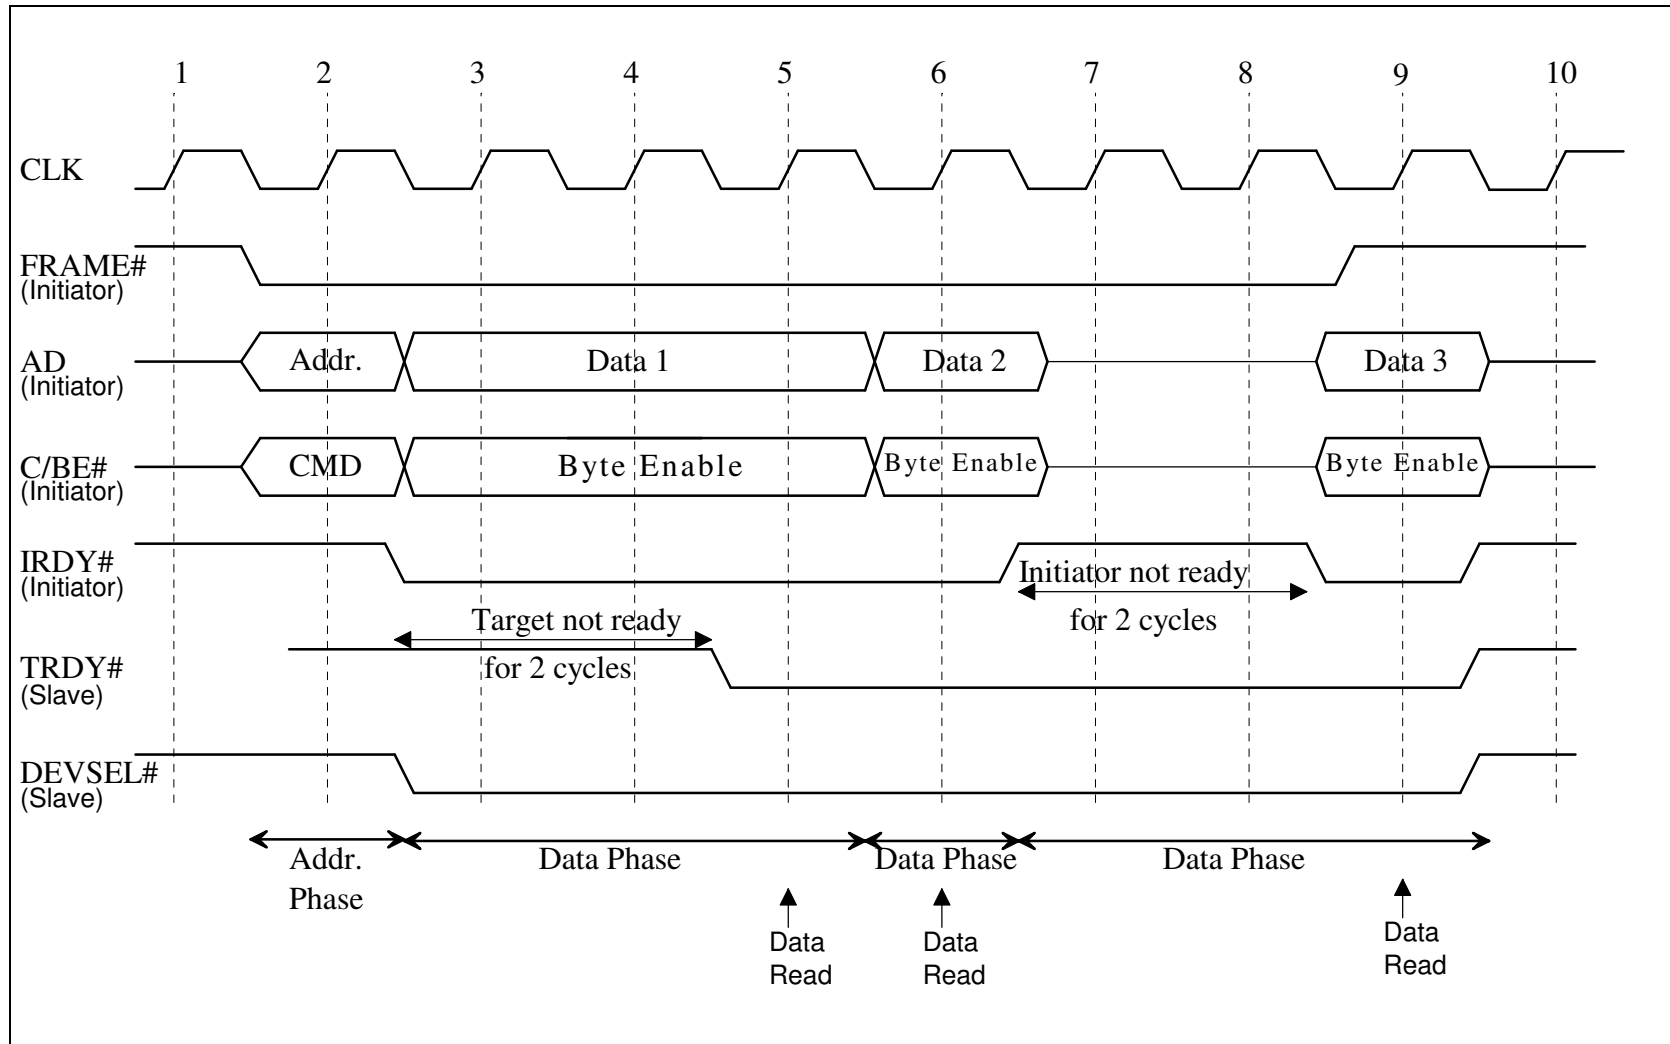 1 2 3 4 5 6 7 8 9 10
CLK
FRAME#
(Initiator)
AD
(Initiator)
Addr. Data 1 Data 2 Data 3
C/BE#
(Initiator)
CMD Byte Enable Byte Enable Byte Enable
IRDY#
(Initiator)
Initiator not ready
for 2 cycles
Target not ready
for 2 cycles
TRDY#
(Slave)
DEVSEL#
(Slave)
Addr.
Phase
Data Phase Data Phase Data Phase
Data
Read
Data
Read
Data
Read